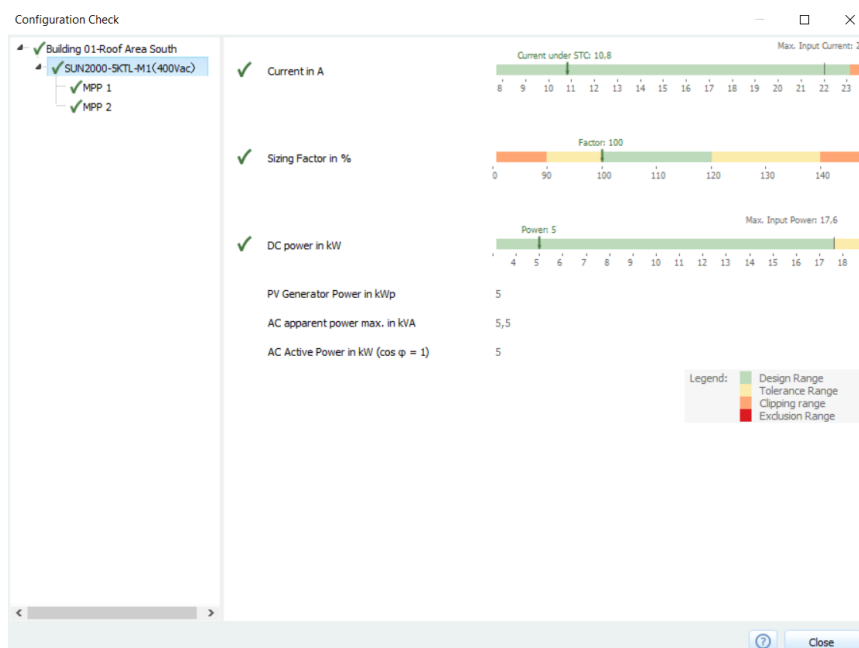 Configuration Check
Building 01-Roof Area South
SUN2000-5KTL-M1(400Vac)
MPP 1
MPP 2
Max. Input Current: 2
Current under STC: 10,8
Current in A
8 9 10 11 12 13 14 15 16 17 18 19 20 21 22 23
Factor: 100
Sizing Factor in %
0 90 100 110 120 130 140
Max. Input Power: 17,6
Power: 5
DC power in kW
4 5 6 7 8 9 10 11 12 13 14 15 16 17 18
PV Generator Power in kWp 5
AC apparent power max. in kVA 5,5
AC Active Power in kW (cos φ = 1) 5
Legend: Design Range
Tolerance Range
Clipping range
Exclusion Range
? Close